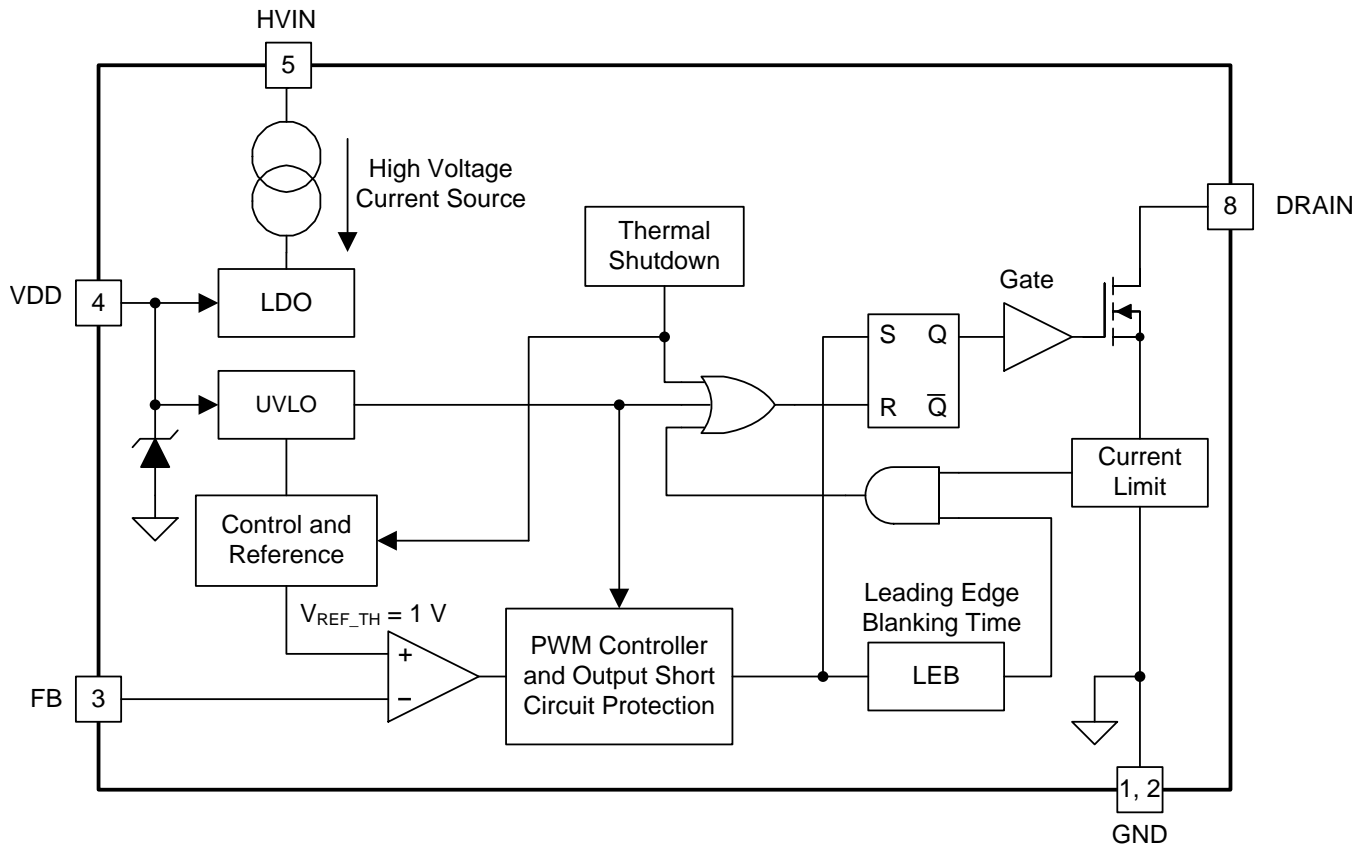 HVIN
5
High Voltage
Current Source
8
DRAIN
Thermal
Shutdown
VDD
4
LDO
Gate
S
Q
UVLO
R
Q̅
Current
Limit
Control and
Reference
Leading Edge
Blanking Time
V_REF_TH = 1 V
+
PWM Controller
and Output Short
Circuit Protection
LEB
FB
3
−
1, 2
GND